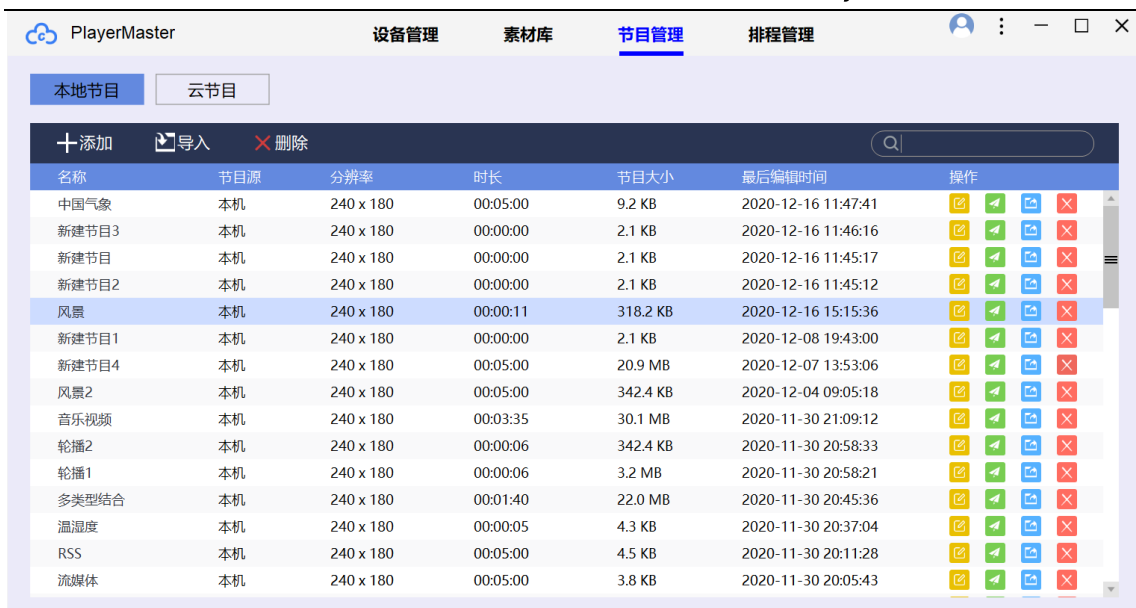 PlayerMaster 设备管理 素材库 节目管理 排程管理
本地节目 云节目
添加 导入 删除
名称 节目源 分辨率 时长 节目大小 最后编辑时间 操作
中国气象 本机 240 x 180 00:05:00 9.2 KB 2020-12-16 11:47:41
新建节目3 本机 240 x 180 00:00:00 2.1 KB 2020-12-16 11:46:16
新建节目 本机 240 x 180 00:00:00 2.1 KB 2020-12-16 11:45:17
新建节目2 本机 240 x 180 00:00:00 2.1 KB 2020-12-16 11:45:12
风景 本机 240 x 180 00:00:11 318.2 KB 2020-12-16 15:15:36
新建节目1 本机 240 x 180 00:00:00 2.1 KB 2020-12-08 19:43:00
新建节目4 本机 240 x 180 00:05:00 20.9 MB 2020-12-07 13:53:06
风景2 本机 240 x 180 00:05:00 342.4 KB 2020-12-04 09:05:18
音乐视频 本机 240 x 180 00:03:35 30.1 MB 2020-11-30 21:09:12
轮播2 本机 240 x 180 00:00:06 342.4 KB 2020-11-30 20:58:33
轮播1 本机 240 x 180 00:00:06 3.2 MB 2020-11-30 20:58:21
多类型结合 本机 240 x 180 00:01:40 22.0 MB 2020-11-30 20:45:36
温湿度 本机 240 x 180 00:00:05 4.3 KB 2020-11-30 20:37:04
RSS 本机 240 x 180 00:05:00 4.5 KB 2020-11-30 20:11:28
流媒体 本机 240 x 180 00:05:00 3.8 KB 2020-11-30 20:05:43